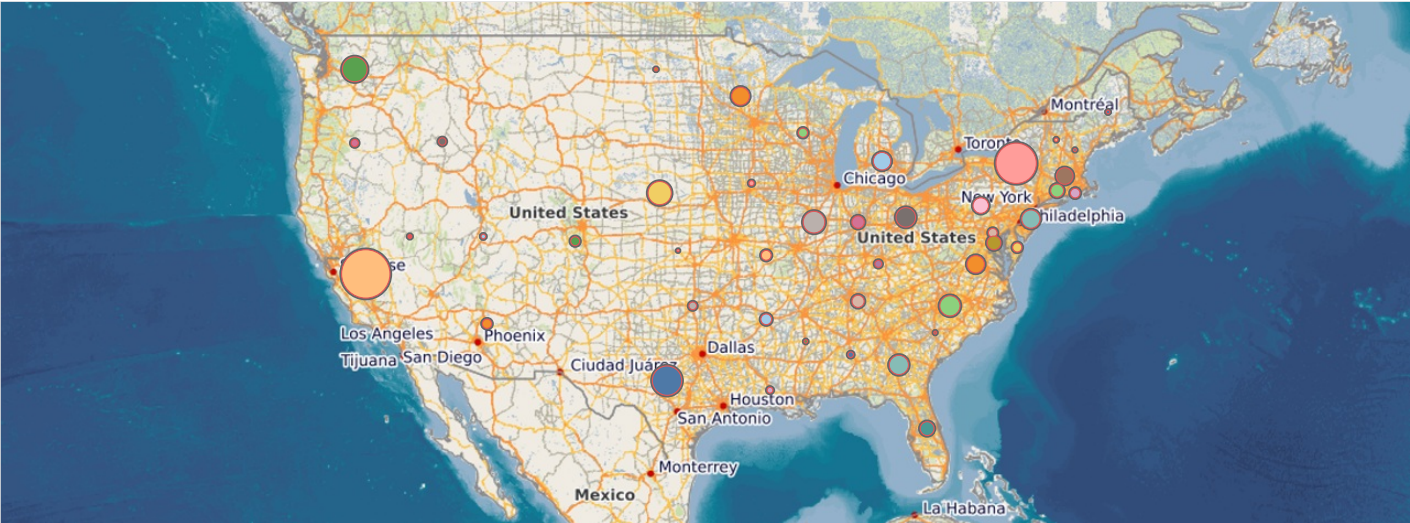 Montréal
Toronto
Chicago
New York
United States
Philadelphia
United States
Los Angeles
Phoenix
Tijuana
San Diego
Dallas
Ciudad Juárez
Houston
San Antonio
Monterrey
Mexico
La Habana